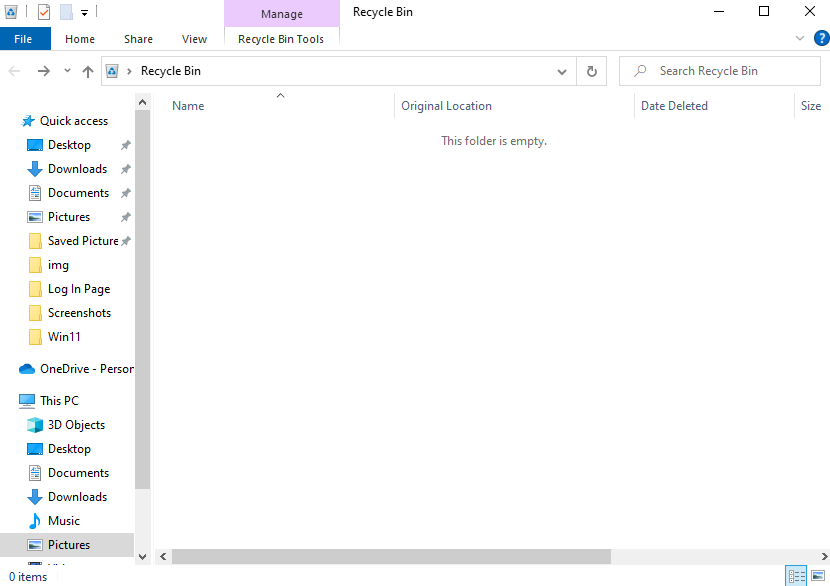 Manage
Recycle Bin
File
Home
Share
View
Recycle Bin Tools
Recycle Bin
Search Recycle Bin
Name
Original Location
Date Deleted
Size
This folder is empty.
Quick access
Desktop
Downloads
Documents
Pictures
Saved Picture
img
Log In Page
Screenshots
Win11
OneDrive - Person
This PC
3D Objects
Desktop
Documents
Downloads
Music
Pictures
0 items